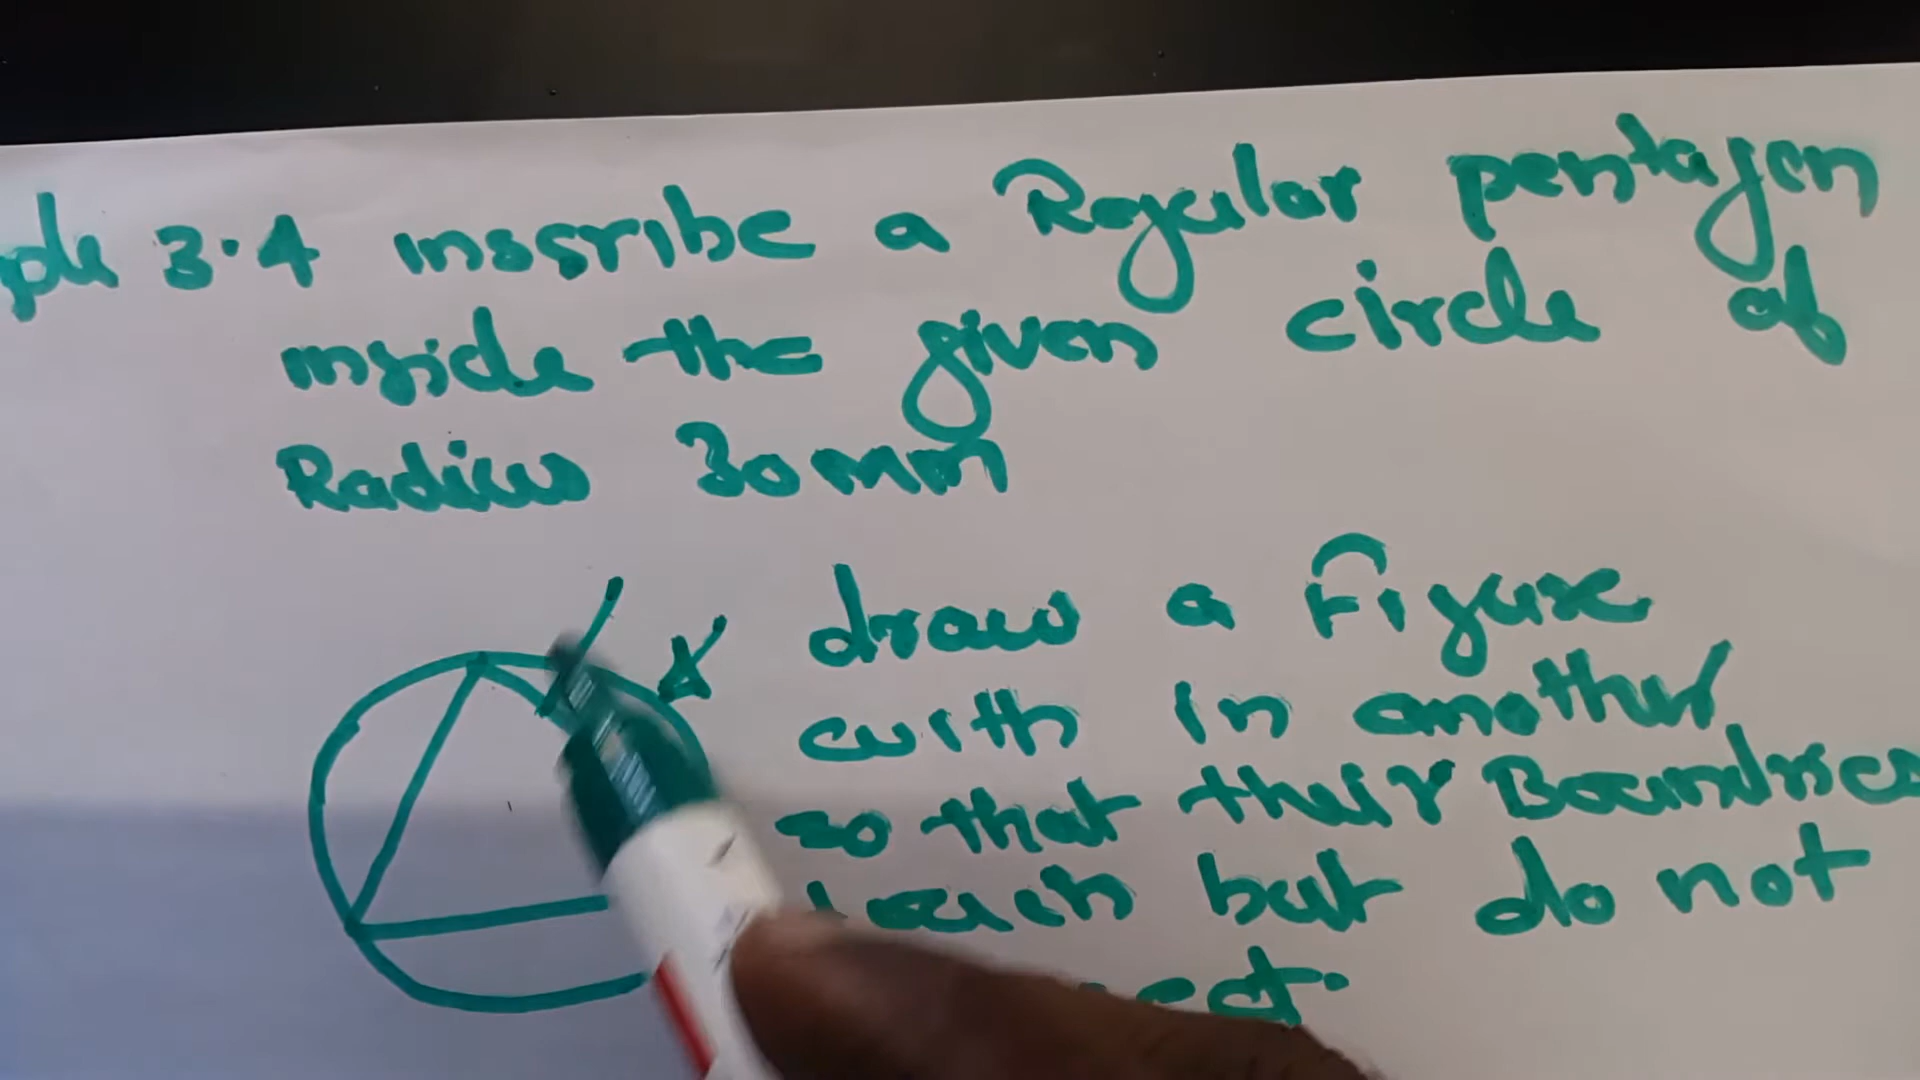 3.4 inscribe a Regular pentagon
inside the given circle of
Radius 30mm
draw a Figure
with in another
so that their Boundries
touch but do not